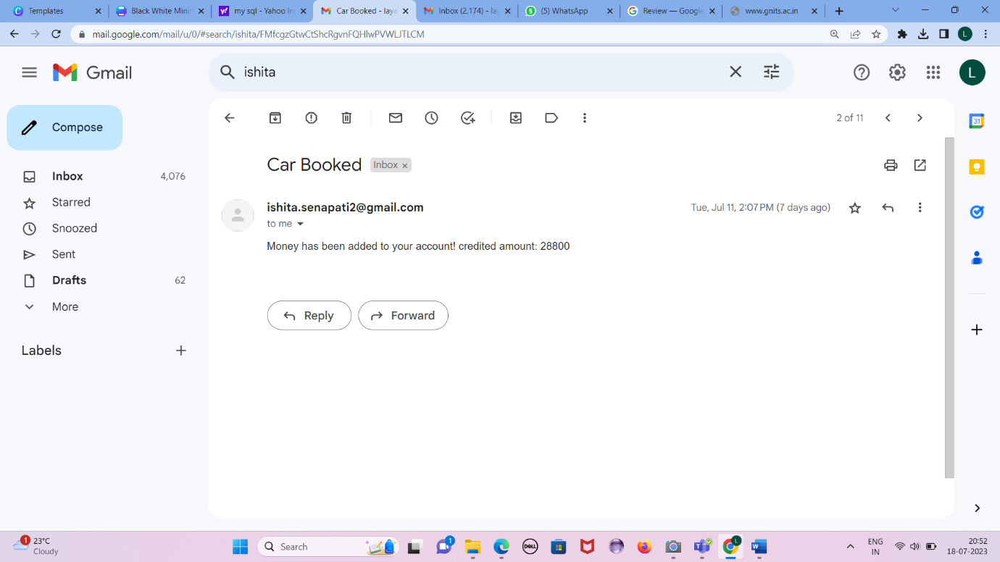 Templates
Black White Minin
my sql - Yahoo In
Car Booked - laya
Inbox (2,174) - la
(5) WhatsApp
Review — Google
www.gnits.ac.in
mail.google.com/mail/u/0/#search/ishita/FMfcgzGtwCtShcRgvnFQHlwPVWLJTLCM
L
Gmail
ishita
L
Compose
2 of 11
31
Car Booked
Inbox ×
Inbox 4,076
Starred
Snoozed
Sent
Drafts 62
More
Labels
ishita.senapati2@gmail.com
Tue, Jul 11, 2:07 PM (7 days ago)
to me
Money has been added to your account! credited amount: 28800
Reply
Forward
1
23°C
Cloudy
Search
1
DELL
L
W
ENG
IN
20:52
18-07-2023